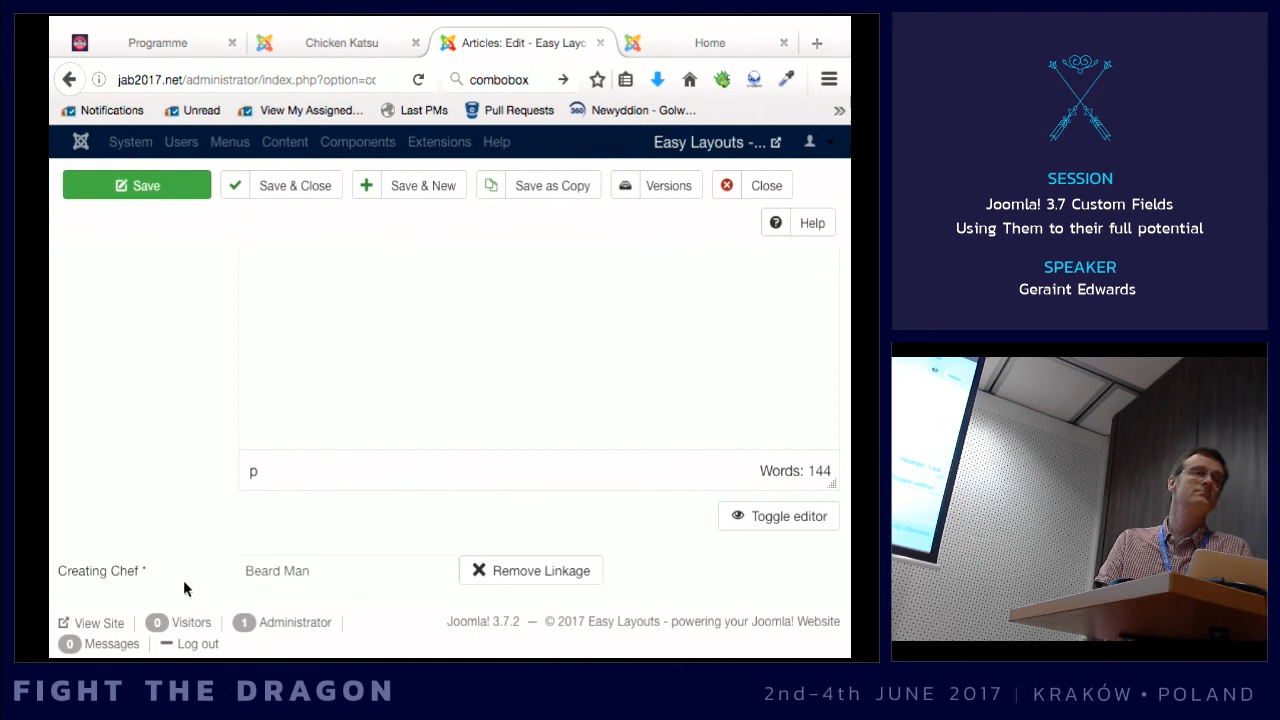 Programme
Chicken Katsu
Articles: Edit - Easy Layo
Home
jab2017.net/administrator/index.php?option=cc
combobox
Notifications
Unread
View My Assigned...
Last PMs
Pull Requests
360 Newyddion - Golw...
System Users Menus Content Components Extensions Help
Easy Layouts -...
Save
Save & Close
Save & New
Save as Copy
Versions
Close
Help
p
Words: 144
Toggle editor
Creating Chef *
Beard Man
Remove Linkage
View Site 0 Visitors 1 Administrator
0 Messages Log out
Joomla! 3.7.2 — © 2017 Easy Layouts - powering your Joomla! Website
SESSION
Joomla! 3.7 Custom Fields
Using Them to their full potential
SPEAKER
Geraint Edwards
FIGHT THE DRAGON
2nd-4th JUNE 2017 | KRAKÓW • POLAND